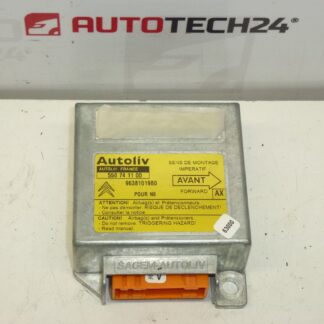 AUTOTECH24®
Autoliv
AUTOLIV FRANCE
550 74 11 00
9638101980
POUR N6
SENS DE MONTAGE
IMPERATIF
AVANT
FORWARD
AK
ATTENTION! Airbag(s) et Prétensionneurs
- Ne pas démonter, RISQUE DE DECLENCHEMENT!
- Consulter la notice
CAUTION! Airbag(s) and Pretensioners
- Do not remove, TRIGGERING HAZARD!
- Read manual
SAGEM-AUTOLIV